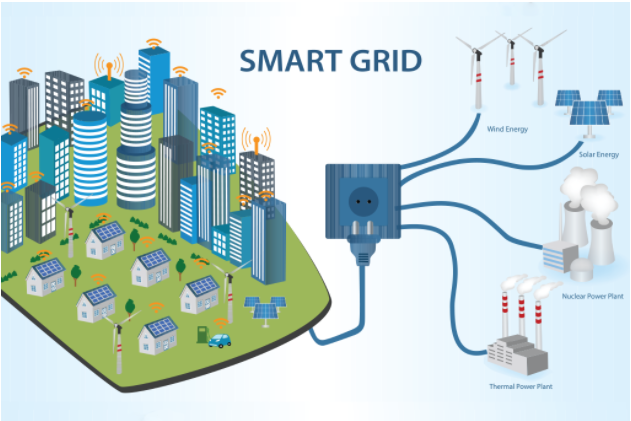 SMART GRID
Wind Energy
Solar Energy
Nuclear Power Plant
Thermal Power Plant